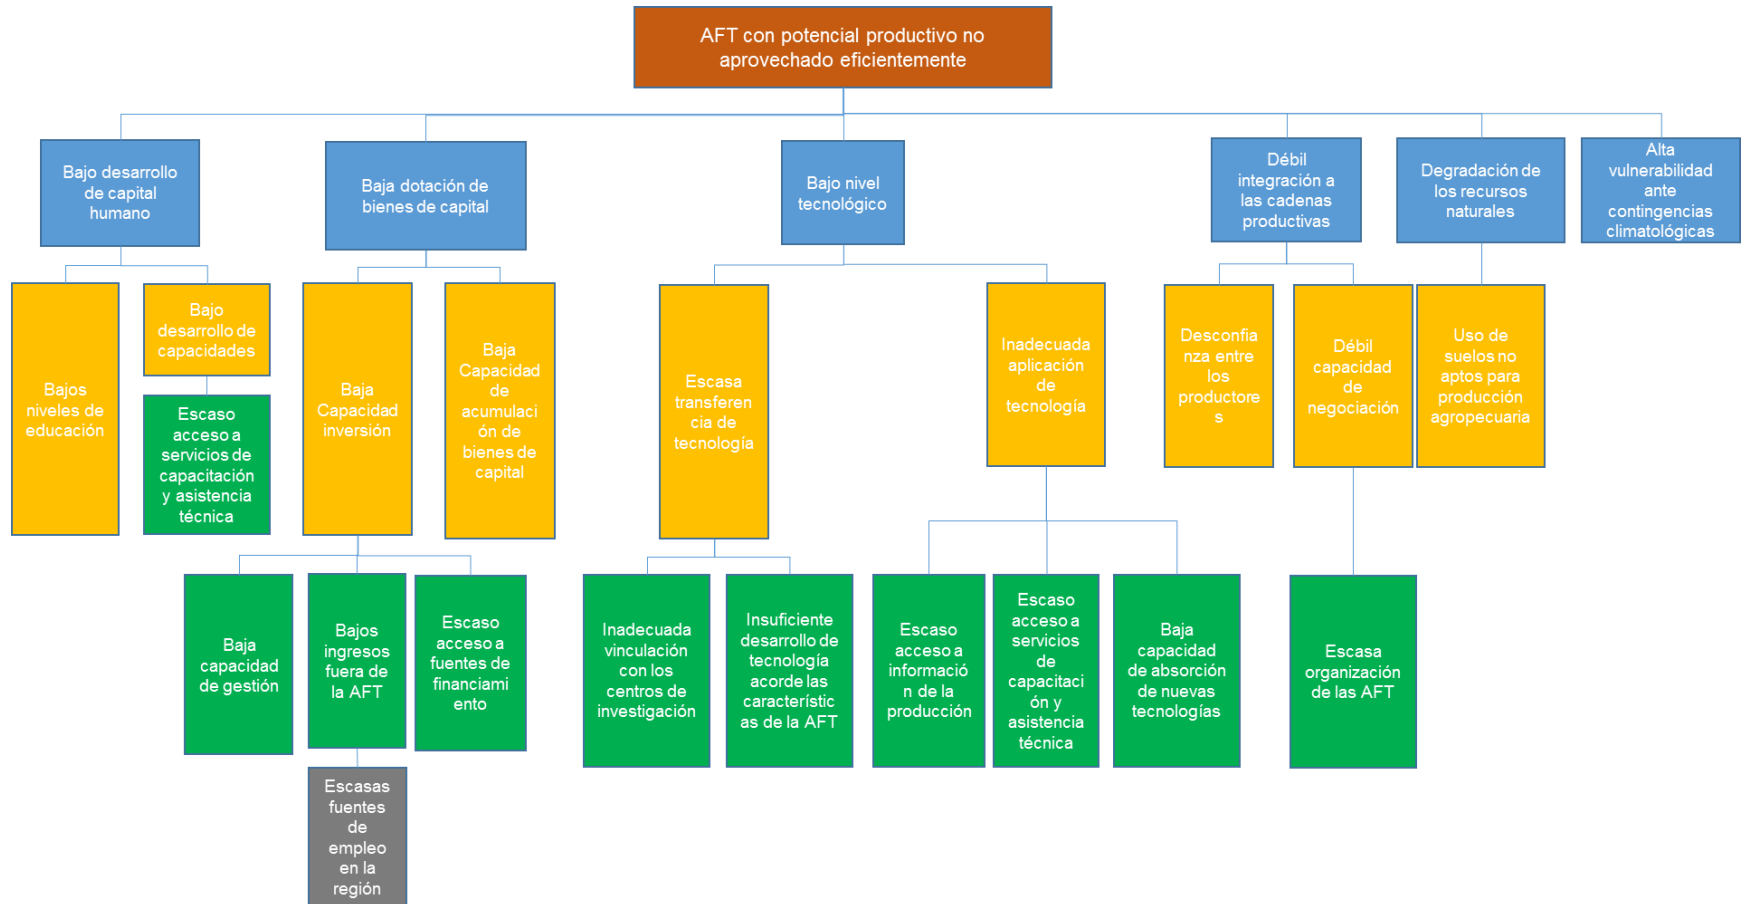 AFT con potencial productivo no
aprovechado eficientemente
Bajo desarrollo
de capital
humano
Baja dotación de
bienes de capital
Bajo nivel
tecnológico
Débil
integración a
las cadenas
productivas
Degradación de
los recursos
naturales
Alta
vulnerabilidad
ante
contingencias
climatológicas
Bajos
niveles de
educación
Bajo
desarrollo de
capacidades
Escaso
acceso a
servicios de
capacitación
y asistencia
técnica
Baja
Capacidad
inversión
Baja
Capacidad
de
acumulaci
ón de
bienes de
capital
Escasa
transferen
cia de
tecnología
Inadecuada
aplicación
de
tecnología
Desconfia
nza entre
los
productore
s
Débil
capacidad
de
negociación
Uso de
suelos no
aptos para
producción
agropecuaria
Baja
capacidad
de gestión
Bajos
ingresos
fuera de
la AFT
Escaso
acceso a
fuentes de
financiami
ento
Inadecuada
vinculación
con los
centros de
investigación
Insuficiente
desarrollo de
tecnología
acorde las
característic
as de la AFT
Escaso
acceso a
informació
n de la
producción
Escaso
acceso a
servicios
de
capacitaci
ón y
asistencia
técnica
Baja
capacidad
de absorción
de nuevas
tecnologías
Escasa
organización
de las AFT
Escasas
fuentes
de
empleo
en la
región